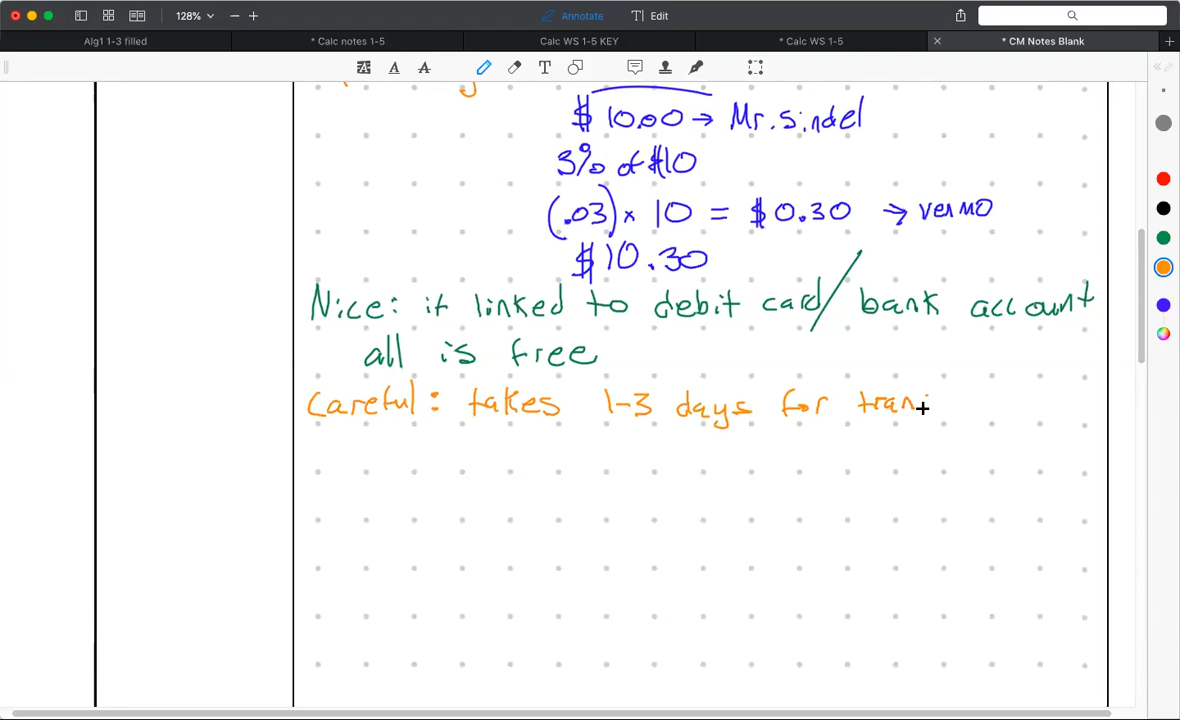 128%
Annotate
Edit
Alg1 1-3 filled
* Calc notes 1-5
Calc WS 1-5 KEY
* Calc WS 1-5
* CM Notes Blank
$10.00 → Mr. Sindel
3% of $10
(.03) × 10 = $0.30 → venmo
$10.30
Nice: if linked to debit card/bank account
all is free
Careful: takes 1-3 days for tran